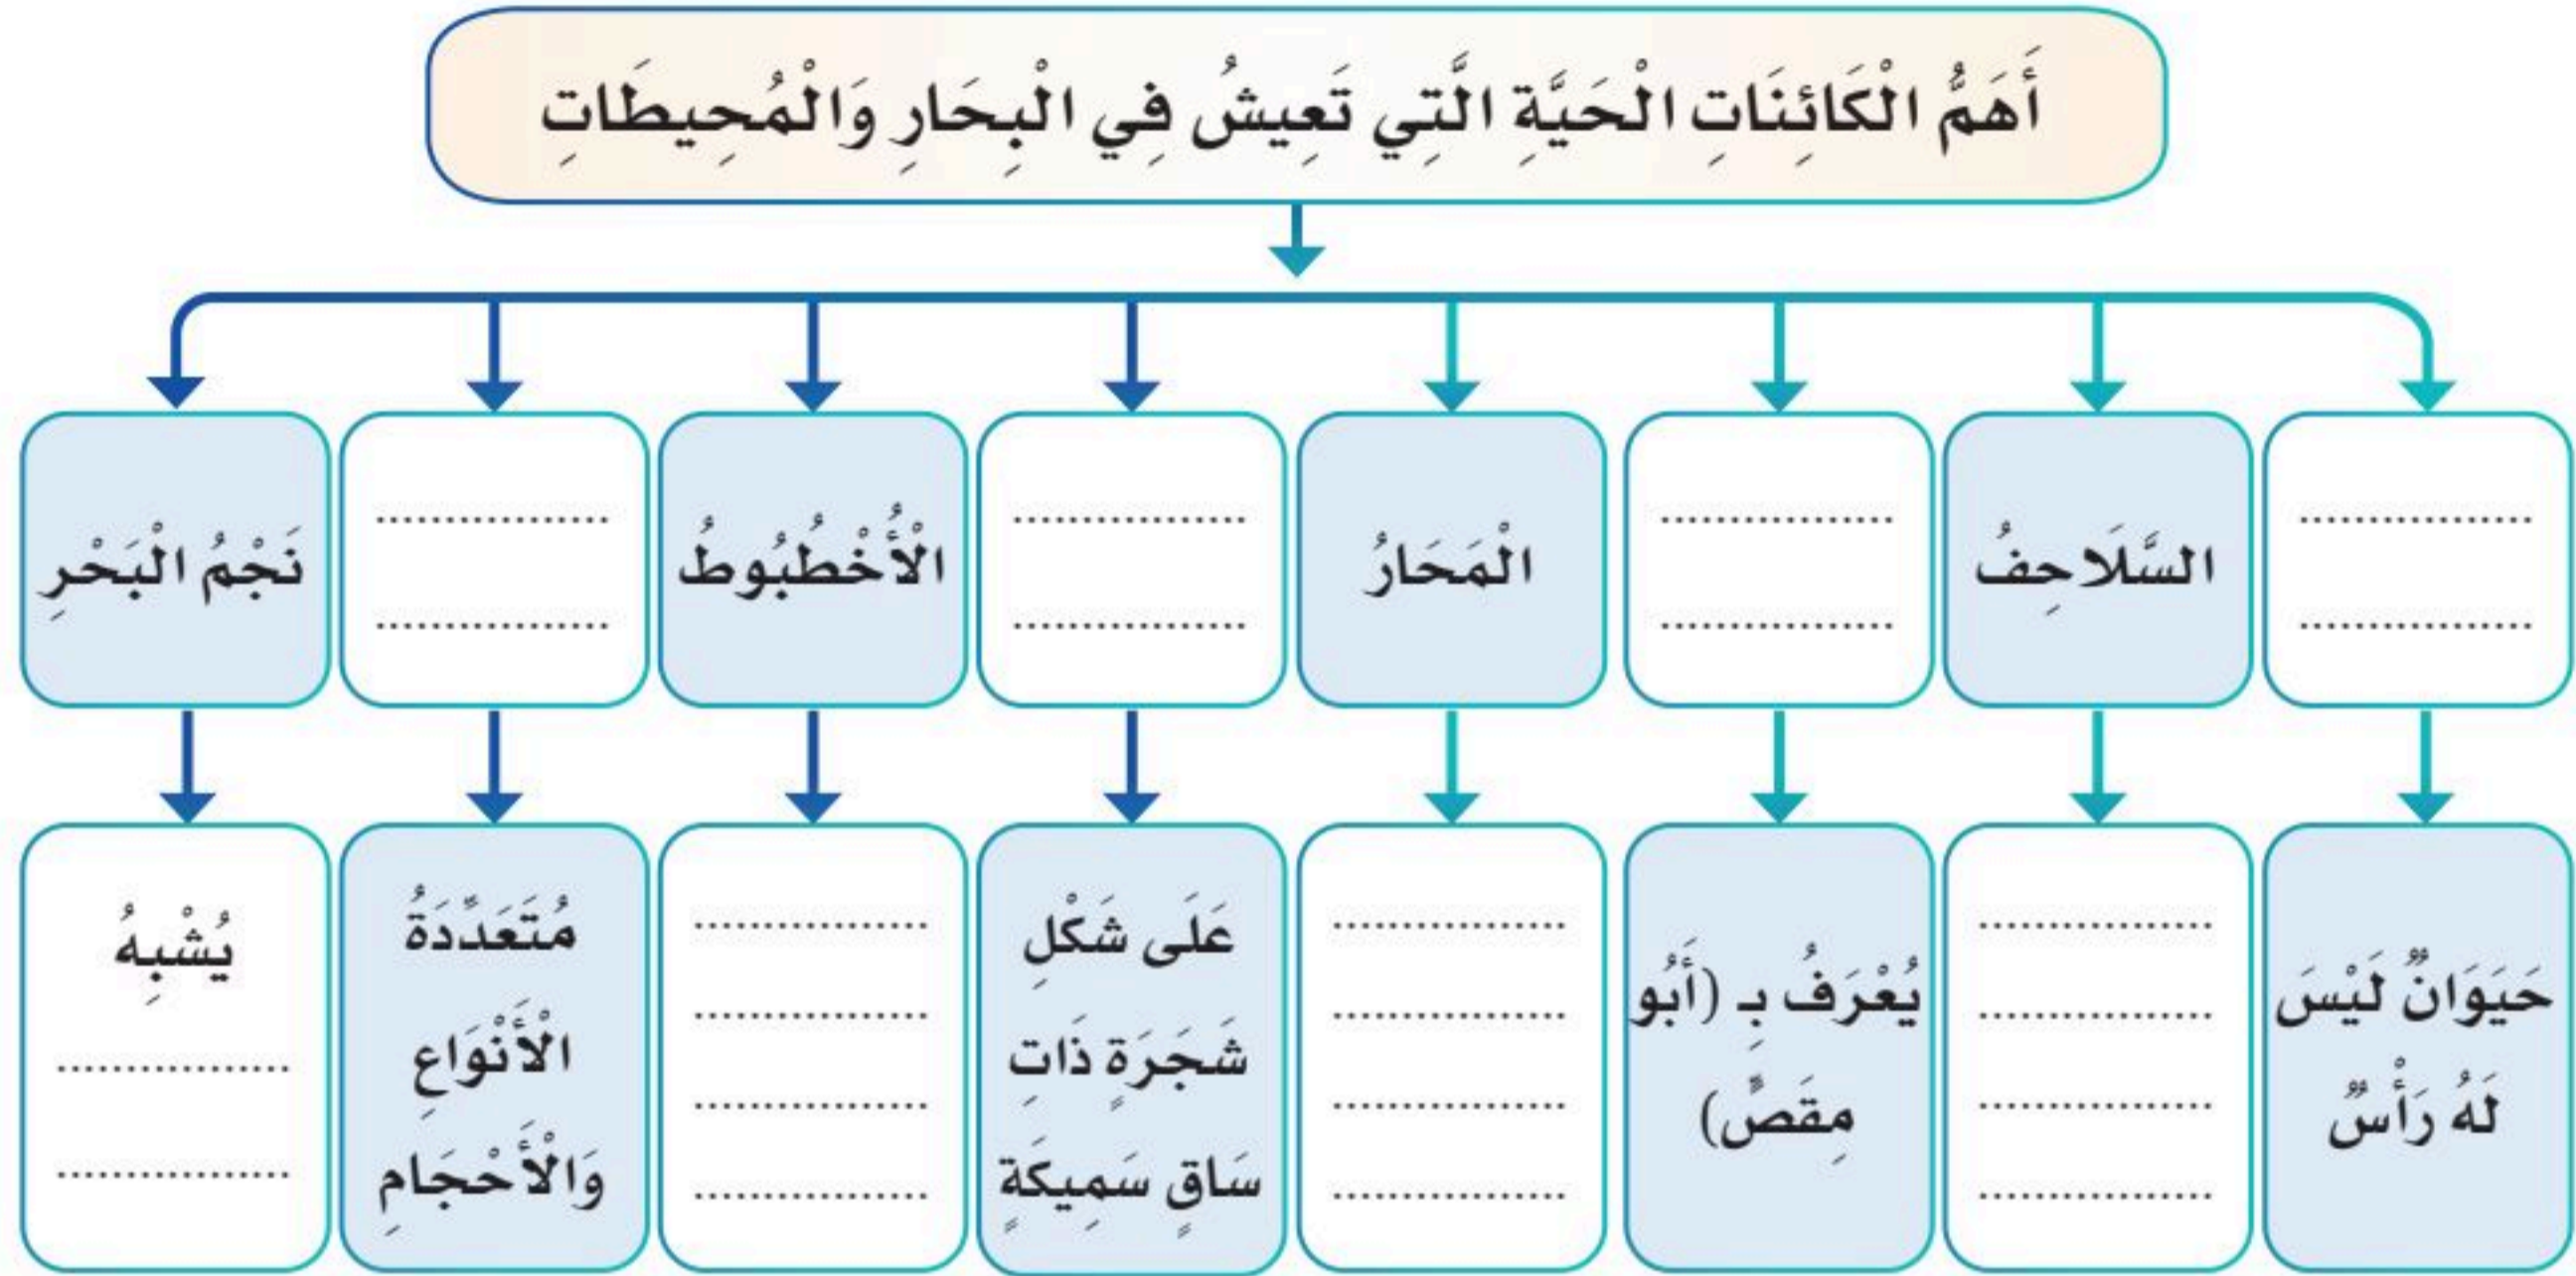 أَهَمُّ الْكَائِنَاتِ الْحَيَّةِ الَّتِي تَعِيشُ فِي الْبِحَارِ وَالْمُحِيطَاتِ
السَّلَاحِفُ
الْمَحَارُ
الْأُخْطُبُوطُ
نَجْمُ الْبَحْرِ
حَيَوَانٌ لَيْسَ
لَهُ رَأْسٌ
يُعْرَفُ بِـ (أَبُو
مِقَصٍّ)
عَلَى شَكْلِ
شَجَرَةٍ ذَاتِ
سَاقٍ سَمِيكَةٍ
مُتَعَدِّدَةُ
الْأَنْوَاعِ
وَالْأَحْجَامِ
يُشْبِهُ